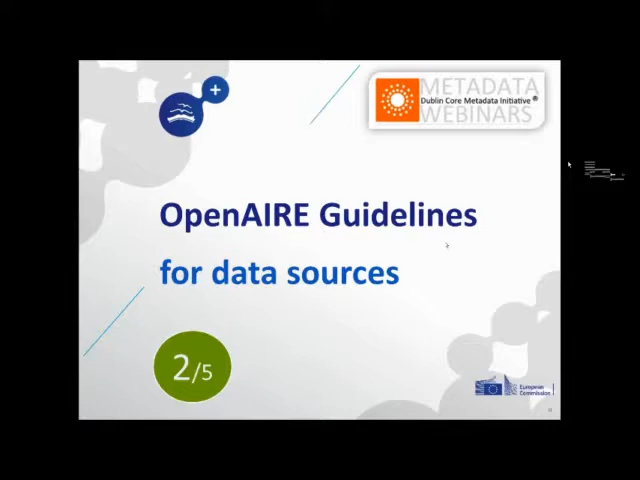 METADATA
Dublin Core Metadata Initiative®
WEBINARS
OpenAIRE Guidelines
for data sources
2/5
European
Commission